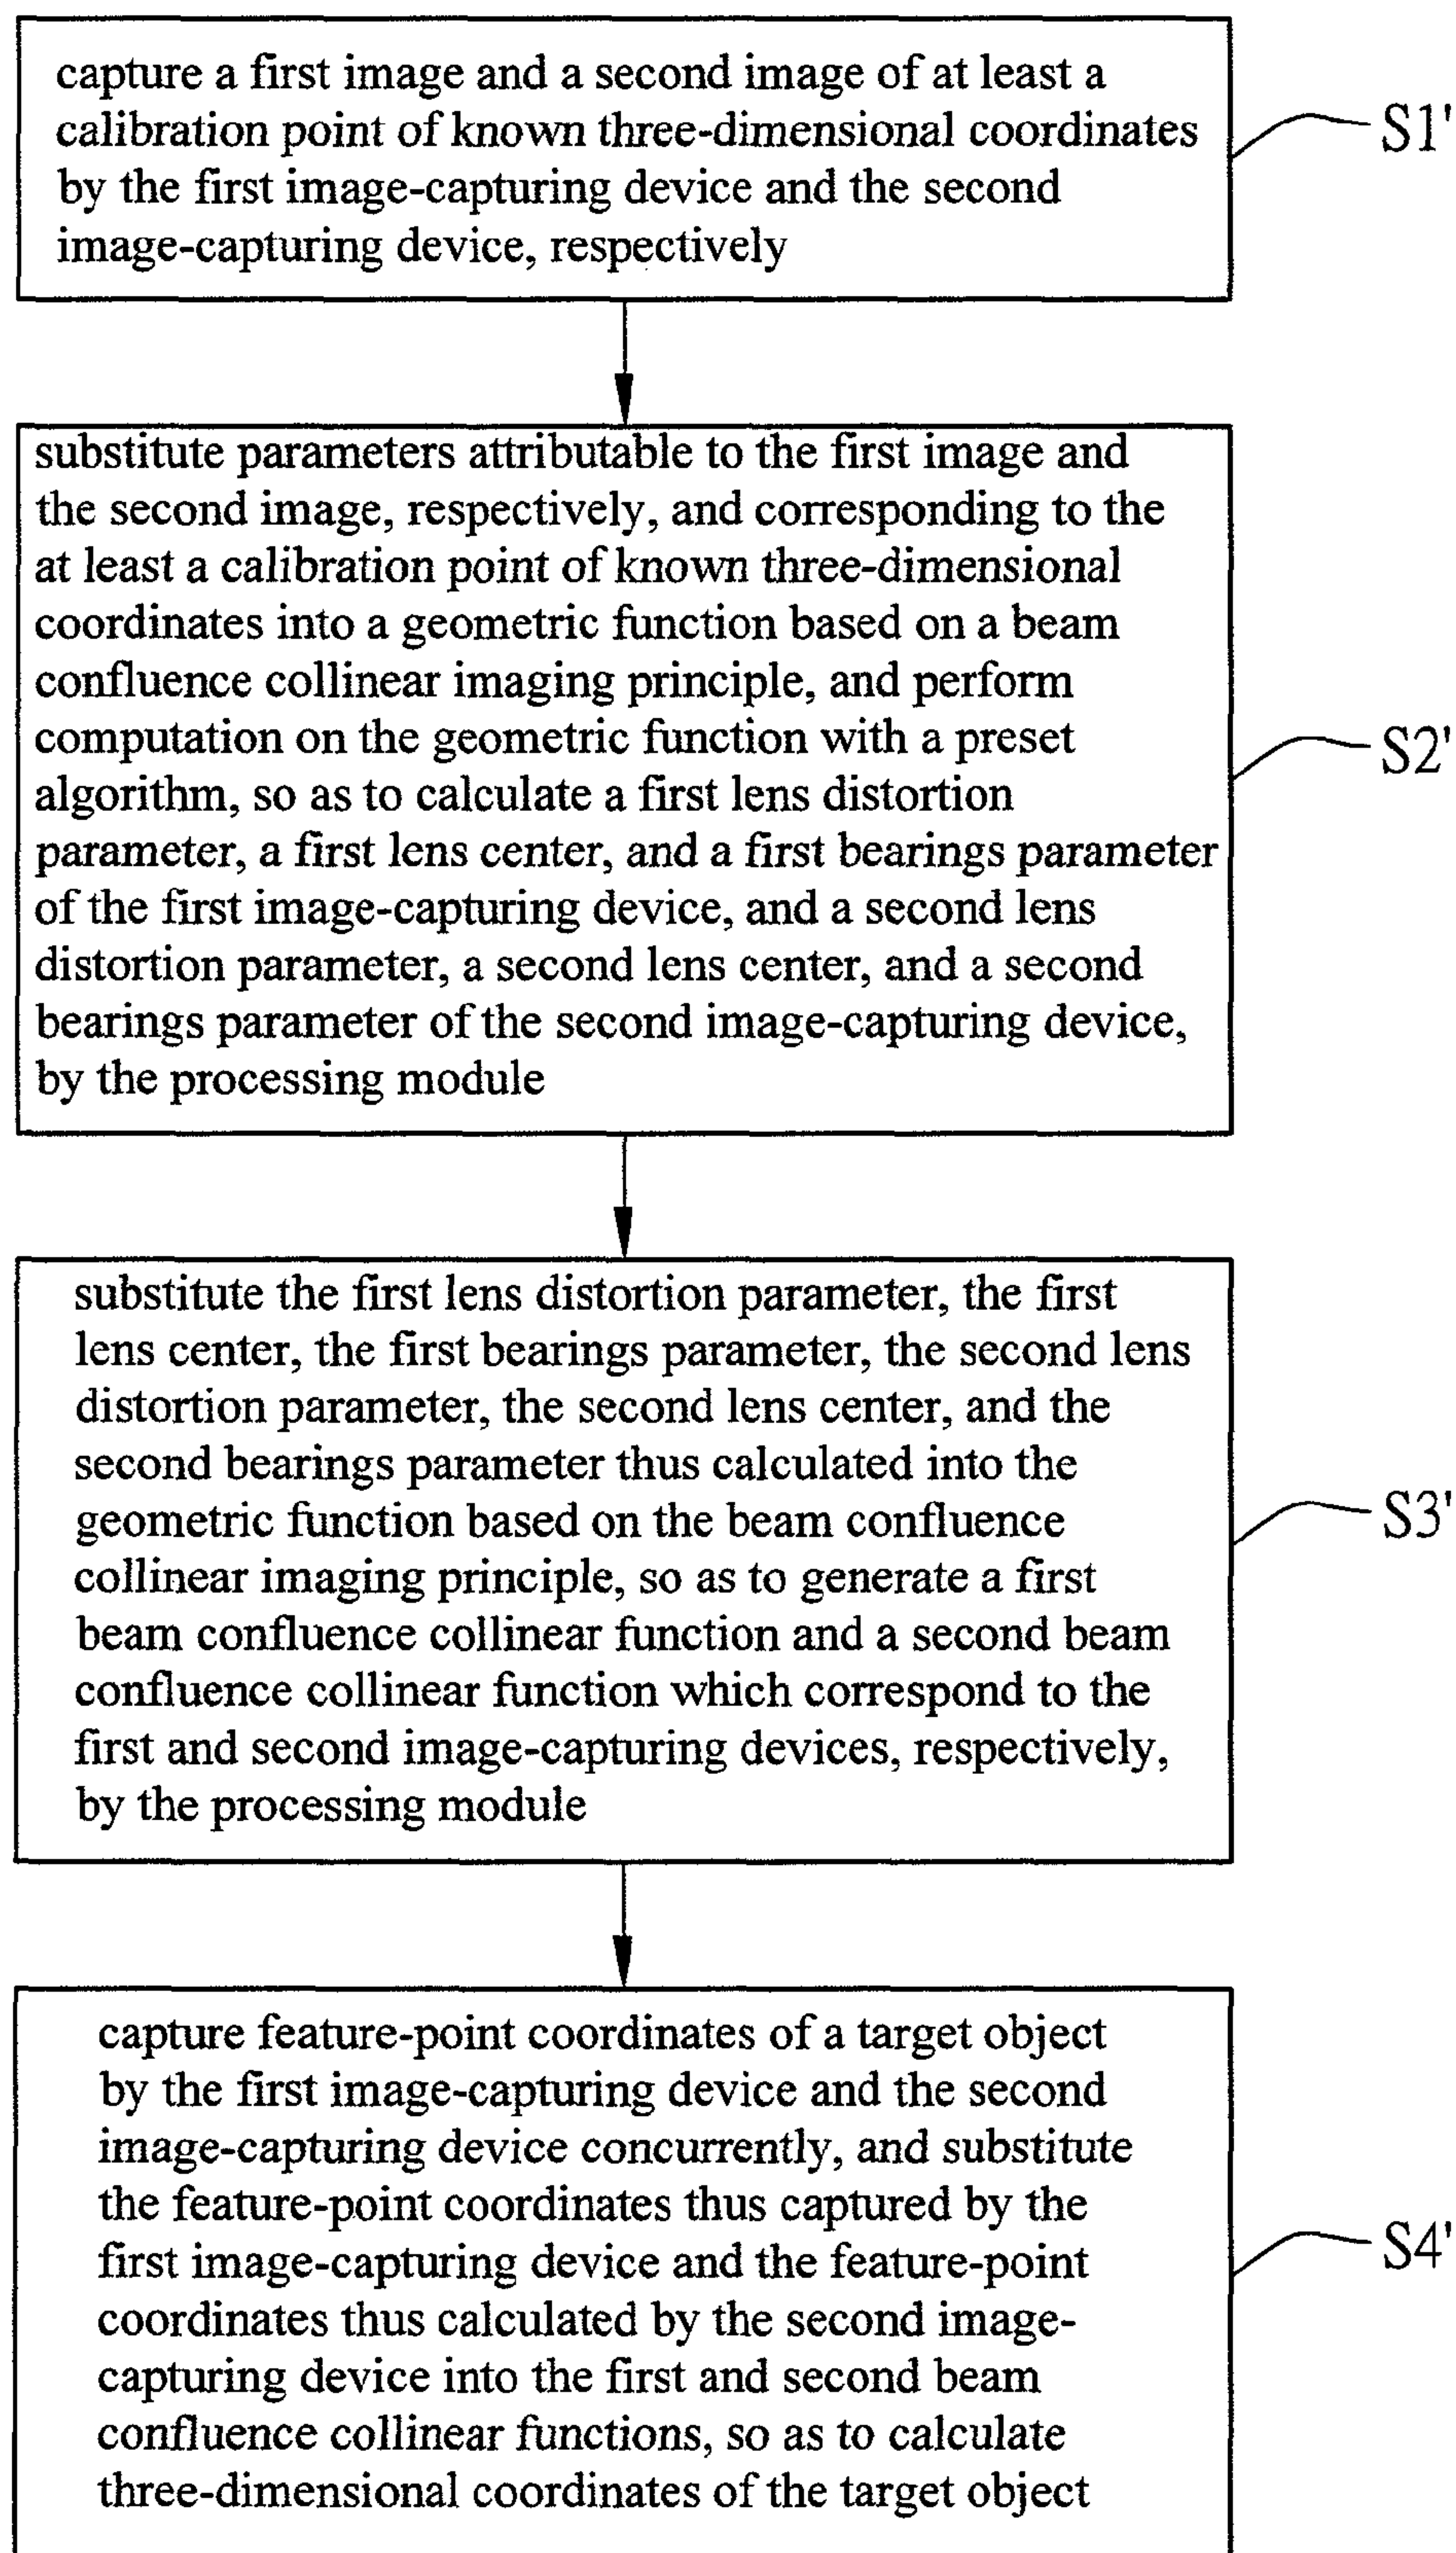 capture a first image and a second image of at least a
calibration point of known three-dimensional coordinates
by the first image-capturing device and the second
image-capturing device, respectively
S1'
substitute parameters attributable to the first image and
the second image, respectively, and corresponding to the
at least a calibration point of known three-dimensional
coordinates into a geometric function based on a beam
confluence collinear imaging principle, and perform
computation on the geometric function with a preset
algorithm, so as to calculate a first lens distortion
parameter, a first lens center, and a first bearings parameter
of the first image-capturing device, and a second lens
distortion parameter, a second lens center, and a second
bearings parameter of the second image-capturing device,
by the processing module
S2'
substitute the first lens distortion parameter, the first
lens center, the first bearings parameter, the second lens
distortion parameter, the second lens center, and the
second bearings parameter thus calculated into the
geometric function based on the beam confluence
collinear imaging principle, so as to generate a first
beam confluence collinear function and a second beam
confluence collinear function which correspond to the
first and second image-capturing devices, respectively,
by the processing module
S3'
capture feature-point coordinates of a target object
by the first image-capturing device and the second
image-capturing device concurrently, and substitute
the feature-point coordinates thus captured by the
first image-capturing device and the feature-point
coordinates thus calculated by the second image-
capturing device into the first and second beam
confluence collinear functions, so as to calculate
three-dimensional coordinates of the target object
S4'